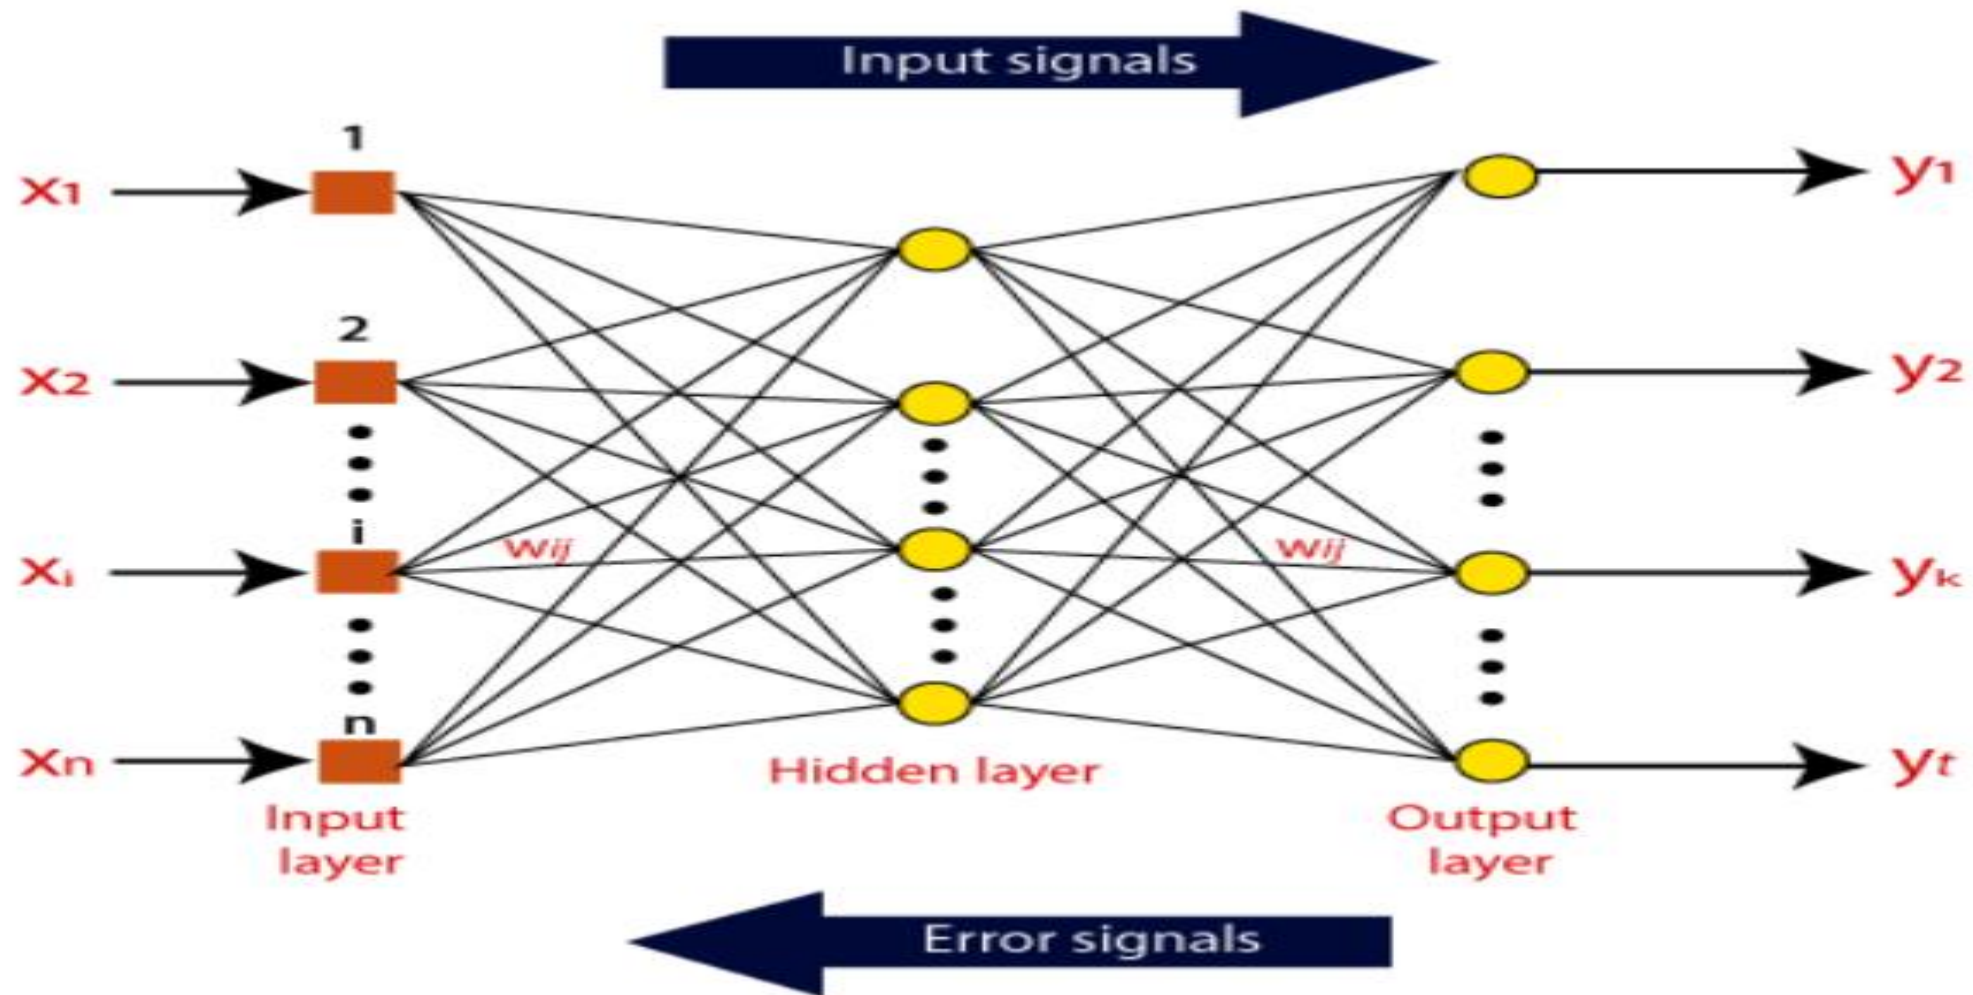 Input signals
1
x1
y1
2
x2
y2
i
wij
wij
xi
yk
n
xn
yt
Hidden layer
Input
layer
Output
layer
Error signals